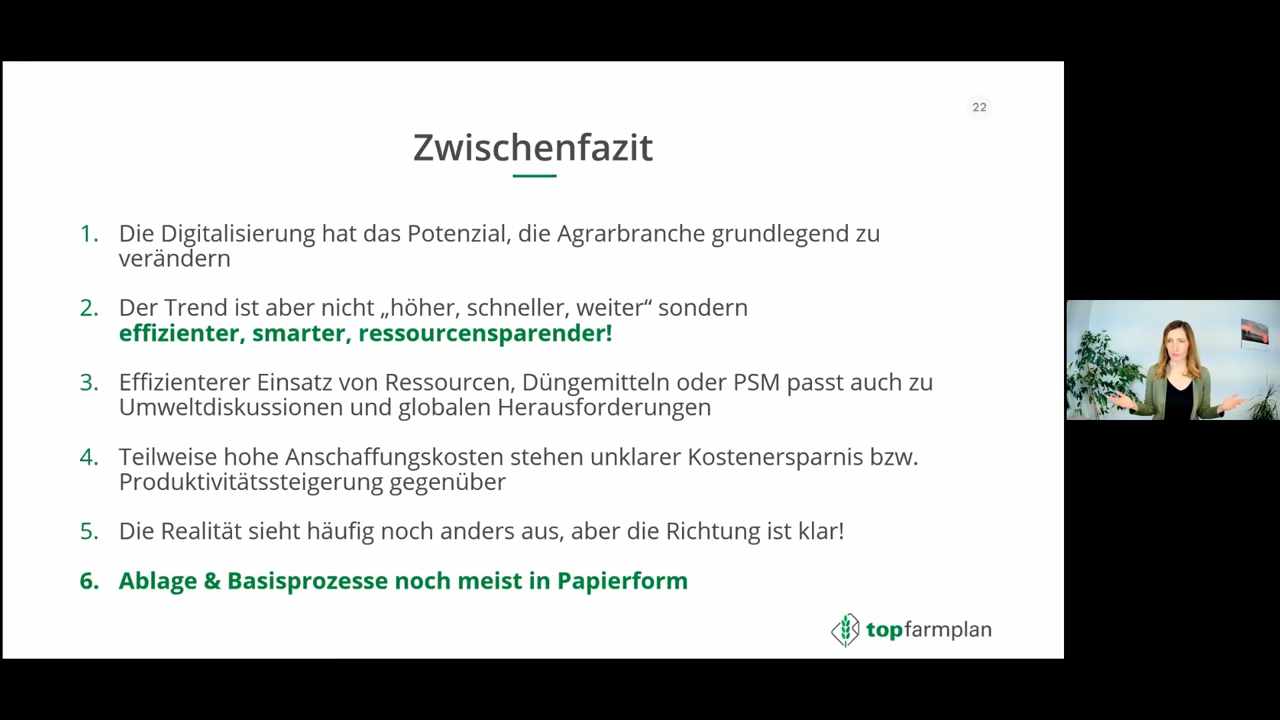 22
Zwischenfazit
1. Die Digitalisierung hat das Potenzial, die Agrarbranche grundlegend zu
verändern
2. Der Trend ist aber nicht „höher, schneller, weiter“ sondern
effizienter, smarter, ressourcensparender!
3. Effizienterer Einsatz von Ressourcen, Düngemitteln oder PSM passt auch zu
Umweltdiskussionen und globalen Herausforderungen
4. Teilweise hohe Anschaffungskosten stehen unklarer Kostenersparnis bzw.
Produktivitätssteigerung gegenüber
5. Die Realität sieht häufig noch anders aus, aber die Richtung ist klar!
6. Ablage & Basisprozesse noch meist in Papierform
topfarmplan